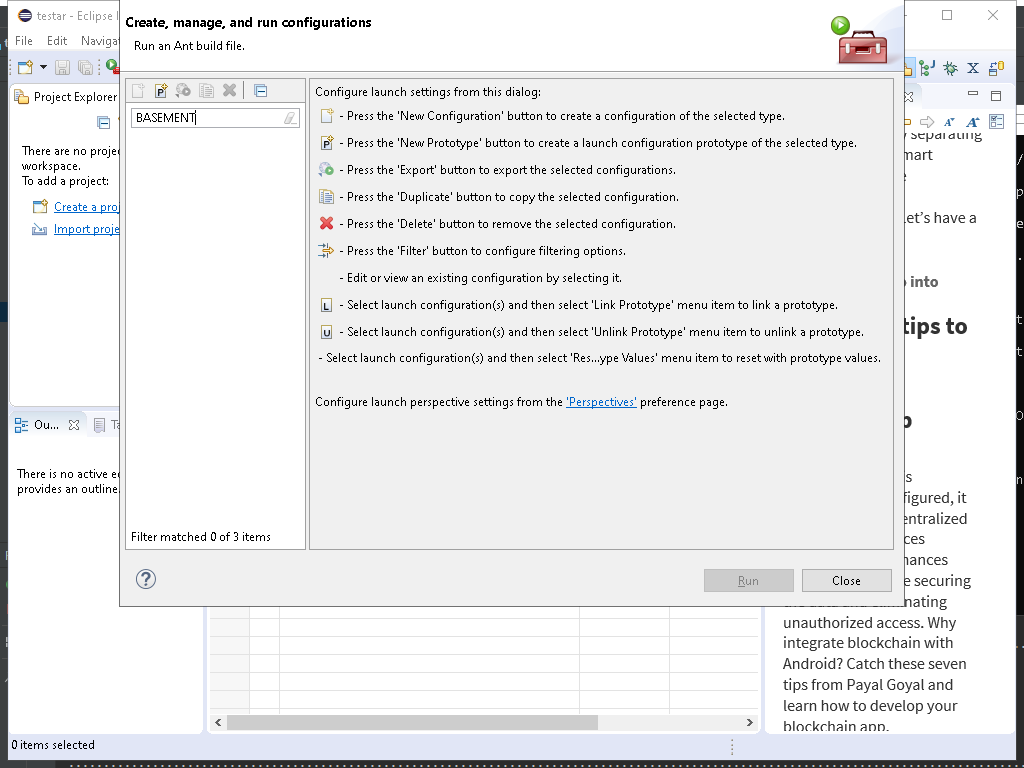 testar - Eclipse I
File Edit Navigat
Project Explorer
There are no proje
workspace.
To add a project:
Create a proj
Import proje
Ou...
Ta
There is no active ed
provides an outline.
0 items selected
Create, manage, and run configurations
Run an Ant build file.
BASEMENT
Filter matched 0 of 3 items
Configure launch settings from this dialog:
- Press the 'New Configuration' button to create a configuration of the selected type.
- Press the 'New Prototype' button to create a launch configuration prototype of the selected type.
- Press the 'Export' button to export the selected configurations.
- Press the 'Duplicate' button to copy the selected configuration.
- Press the 'Delete' button to remove the selected configuration.
- Press the 'Filter' button to configure filtering options.
- Edit or view an existing configuration by selecting it.
L - Select launch configuration(s) and then select 'Link Prototype' menu item to link a prototype.
U - Select launch configuration(s) and then select 'Unlink Prototype' menu item to unlink a prototype.
- Select launch configuration(s) and then select 'Res...ype Values' menu item to reset with prototype values.
Configure launch perspective settings from the 'Perspectives' preference page.
Run
Close
separating
mart
Let's have a
into
tips to
igured, it
entralized
securing
unauthorized access. Why
integrate blockchain with
Android? Catch these seven
tips from Payal Goyal and
learn how to develop your
blockchain app.